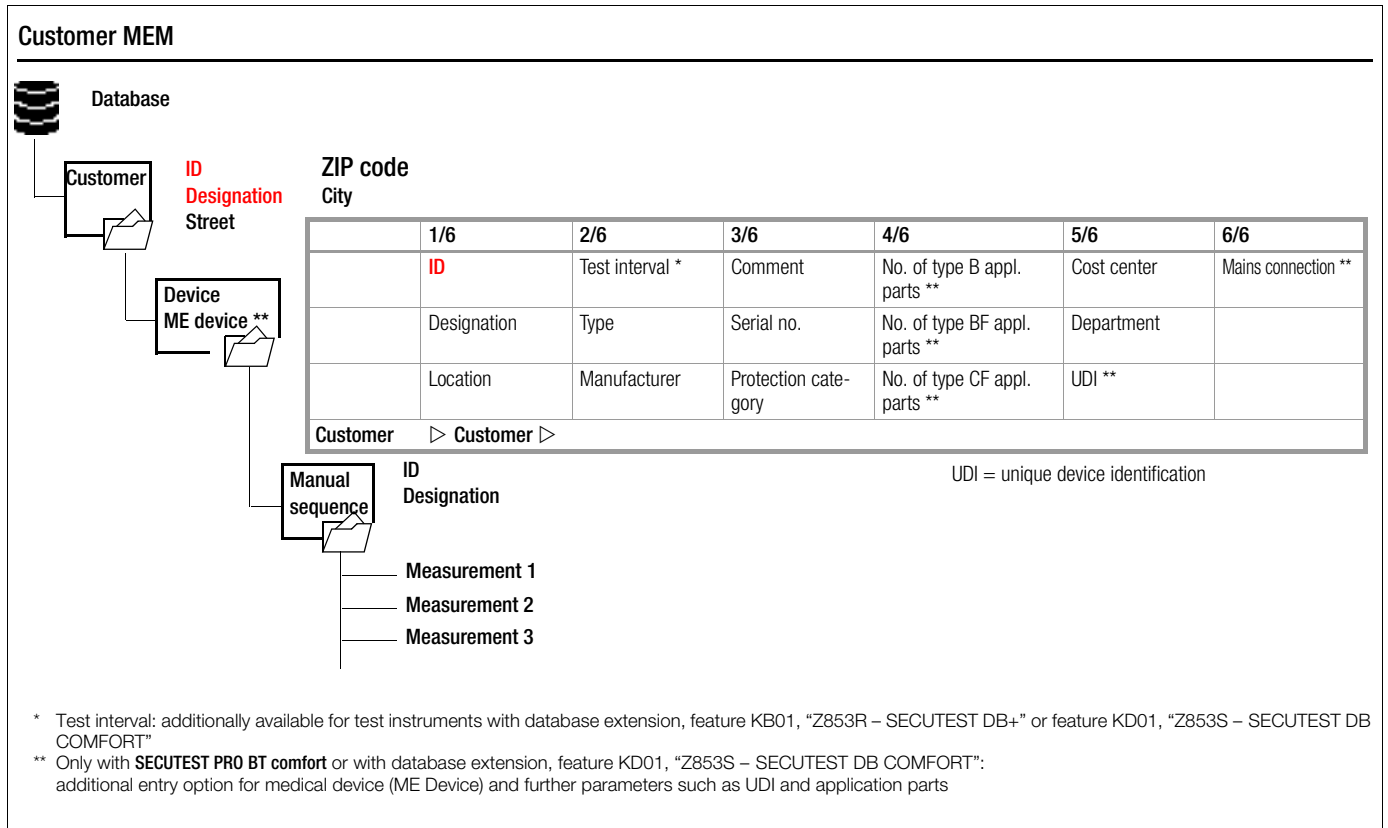 Customer MEM
Database
Customer
ID
Designation
Street
ZIP code
City
Device
ME device **
1/6 2/6 3/6 4/6 5/6 6/6
ID Test interval * Comment No. of type B appl. parts ** Cost center Mains connection **
Designation Type Serial no. No. of type BF appl. parts ** Department
Location Manufacturer Protection cate-gory No. of type CF appl. parts ** UDI **
Customer ▷ Customer ▷
Manual
sequence
ID
Designation
UDI = unique device identification
Measurement 1
Measurement 2
Measurement 3
* Test interval: additionally available for test instruments with database extension, feature KB01, “Z853R – SECUTEST DB+” or feature KD01, “Z853S – SECUTEST DB
COMFORT”
** Only with SECUTEST PRO BT comfort or with database extension, feature KD01, “Z853S – SECUTEST DB COMFORT”:
additional entry option for medical device (ME Device) and further parameters such as UDI and application parts